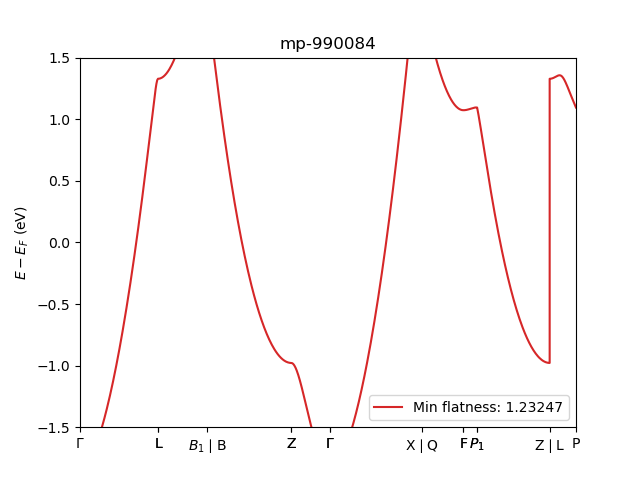 mp-990084
E − E_F (eV)
1.5
1.0
0.5
0.0
−0.5
−1.0
−1.5
Min flatness: 1.23247
Γ L B₁ | B Z Γ X | Q F P₁ Z | L P